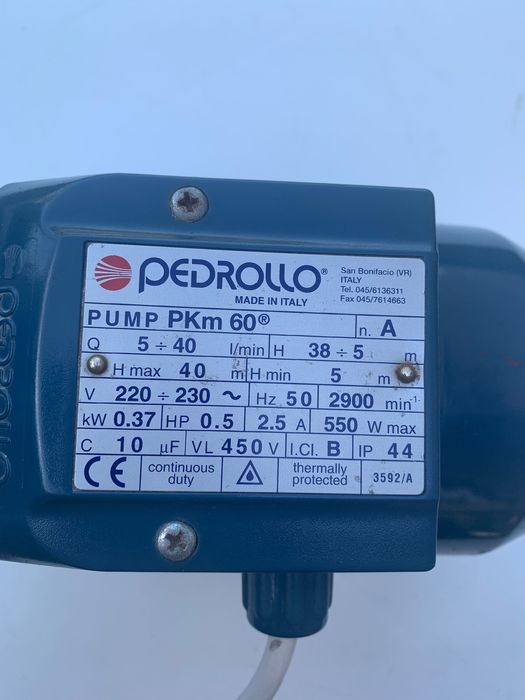 PEDROLLO®
San Bonifacio (VR)
ITALY
Tel. 045/6136311
Fax 045/7614663
MADE IN ITALY
PUMP PKm 60® n. A
Q 5 ÷ 40 l/min H 38 ÷ 5 m
H max 40 m H min 5 m
V 220 ÷ 230 ~ Hz 50 2900 min⁻¹
kW 0.37 HP 0.5 2.5 A 550 W max
C 10 µF VL 450 V I.Cl. B IP 44
CE continuous duty thermally protected 3592/A
PEDROLLO